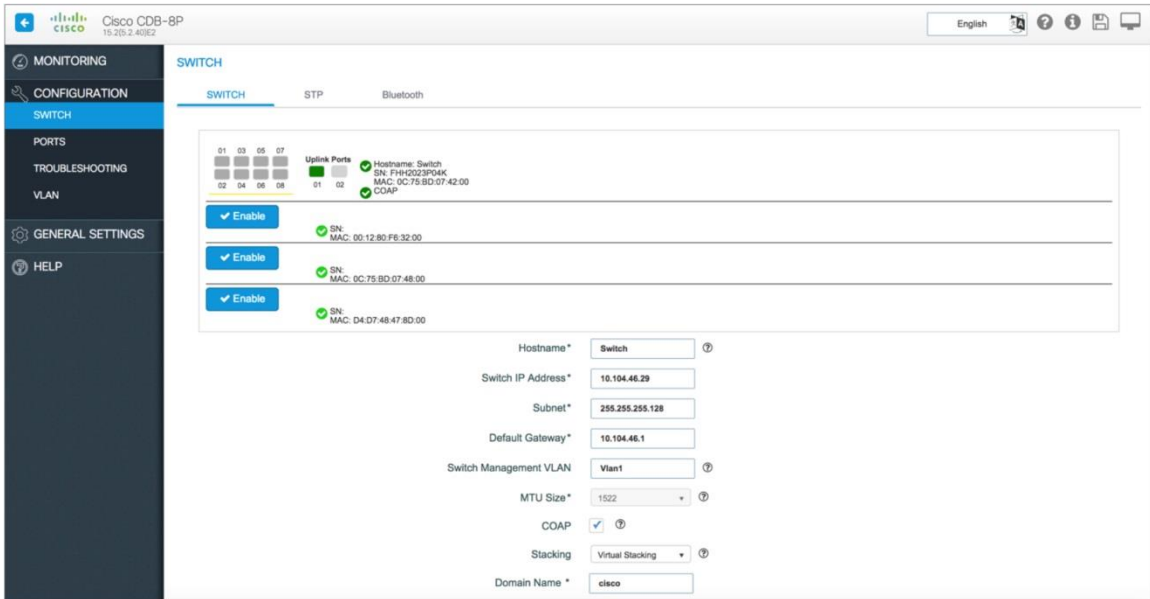 CISCO
Cisco CDB-8P
15.2(5.2.40)E2
English
MONITORING
CONFIGURATION
SWITCH
PORTS
TROUBLESHOOTING
VLAN
GENERAL SETTINGS
HELP
SWITCH
SWITCH STP Bluetooth
01 03 05 07
02 04 06 08
Uplink Ports
01 02
Hostname: Switch
SN: FHH2023P04K
MAC: 0C:75:BD:07:42:00
COAP
Enable
SN:
MAC: 00:12:80:F6:32:00
Enable
SN:
MAC: 0C:75:BD:07:48:00
Enable
SN:
MAC: D4:D7:48:47:8D:00
Hostname* Switch
Switch IP Address* 10.104.46.29
Subnet* 255.255.255.128
Default Gateway* 10.104.46.1
Switch Management VLAN Vlan1
MTU Size* 1522
COAP
Stacking Virtual Stacking
Domain Name * cisco